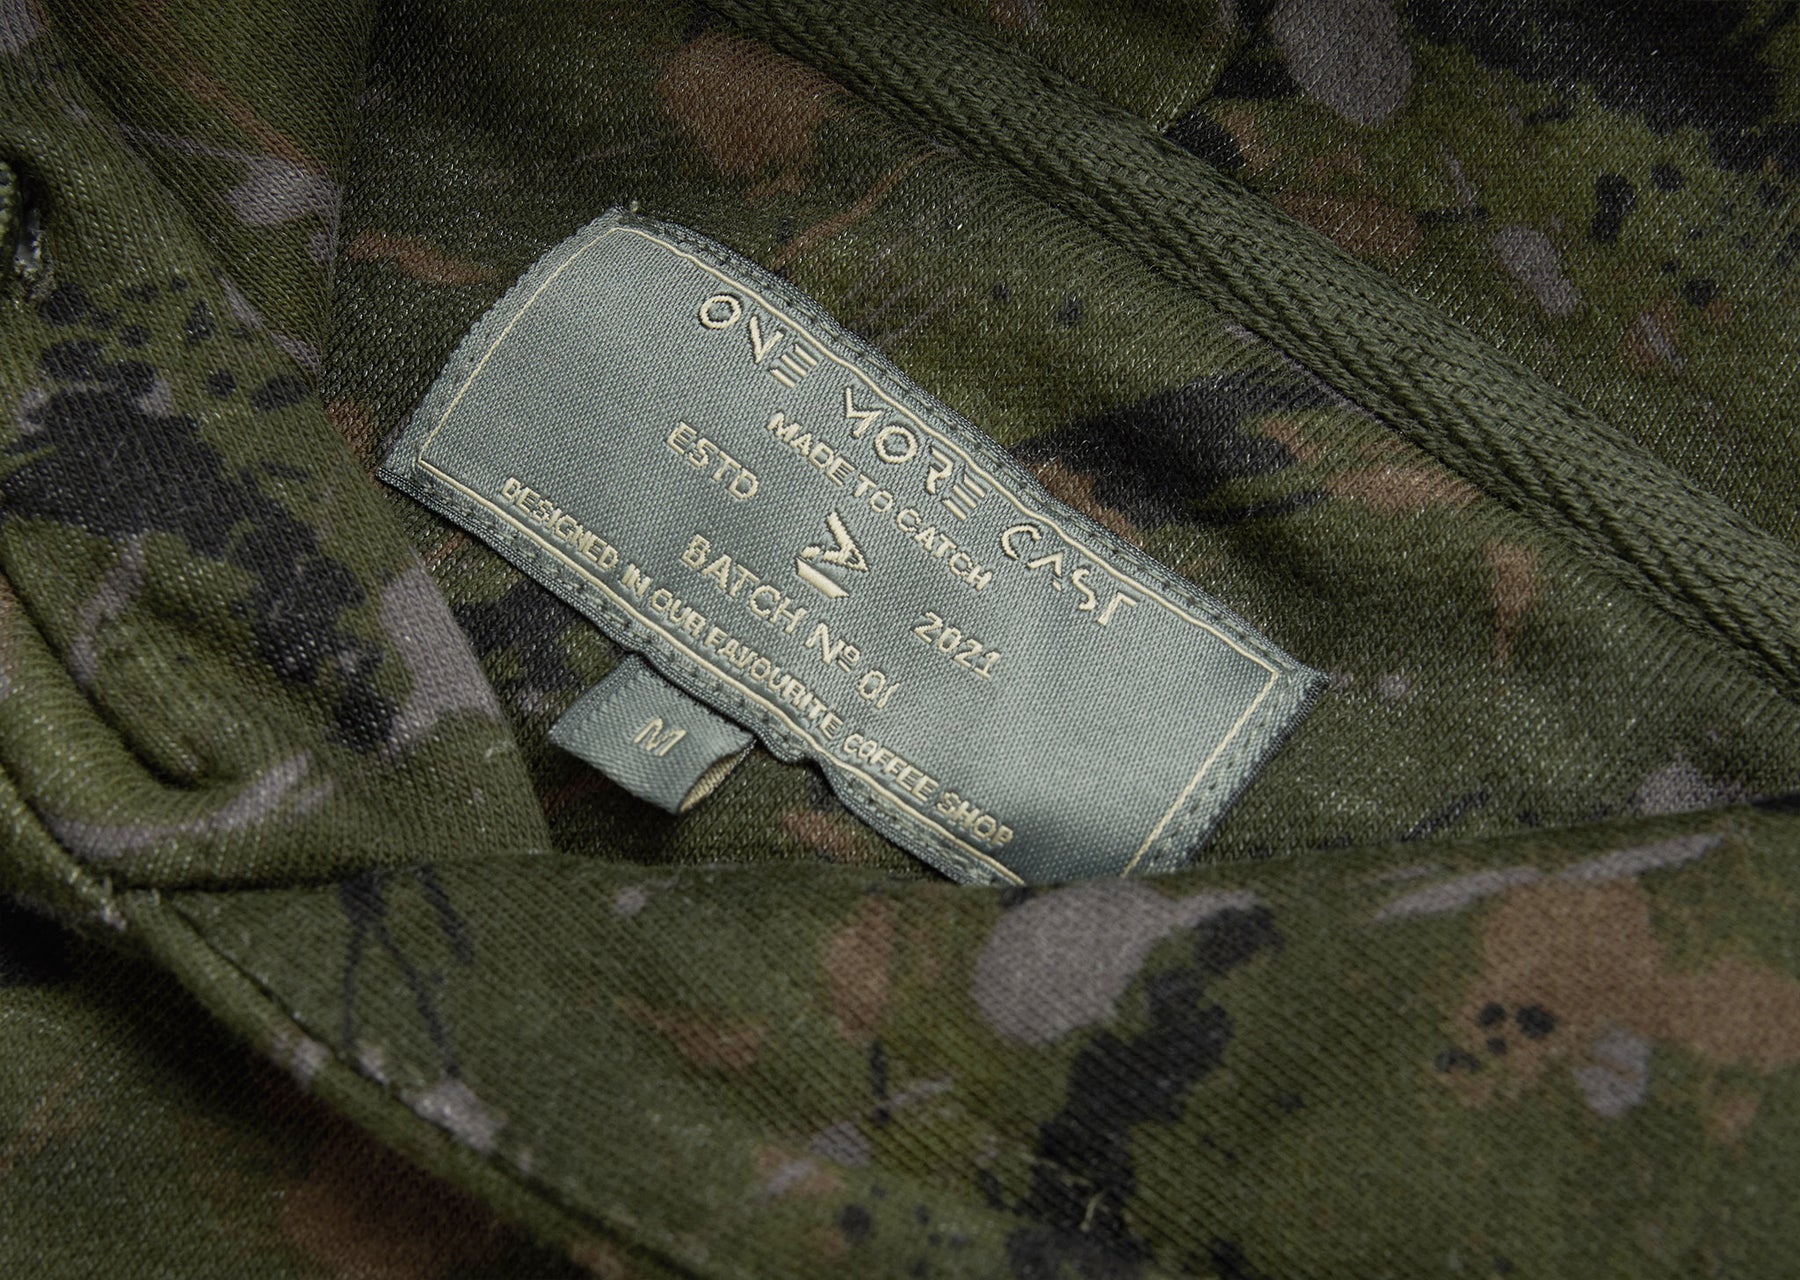 ONE MORE CAST
MADE TO CATCH
ESTD 2021
BATCH Nº 01
DESIGNED IN OUR FAVOURITE COFFEE SHOP
M